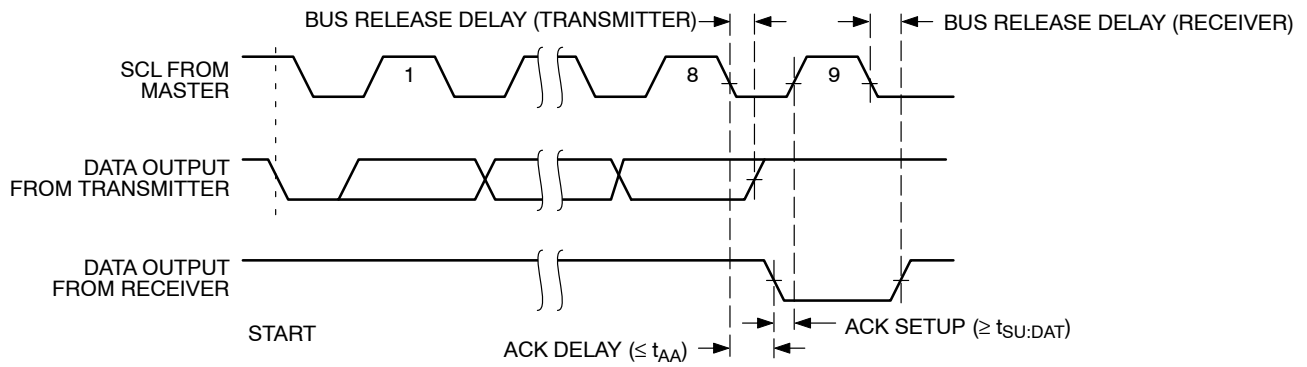 BUS RELEASE DELAY (TRANSMITTER)
BUS RELEASE DELAY (RECEIVER)
SCL FROM
MASTER
1
8
9
DATA OUTPUT
FROM TRANSMITTER
DATA OUTPUT
FROM RECEIVER
START
ACK SETUP (≥ tSU:DAT)
ACK DELAY (≤ tAA)